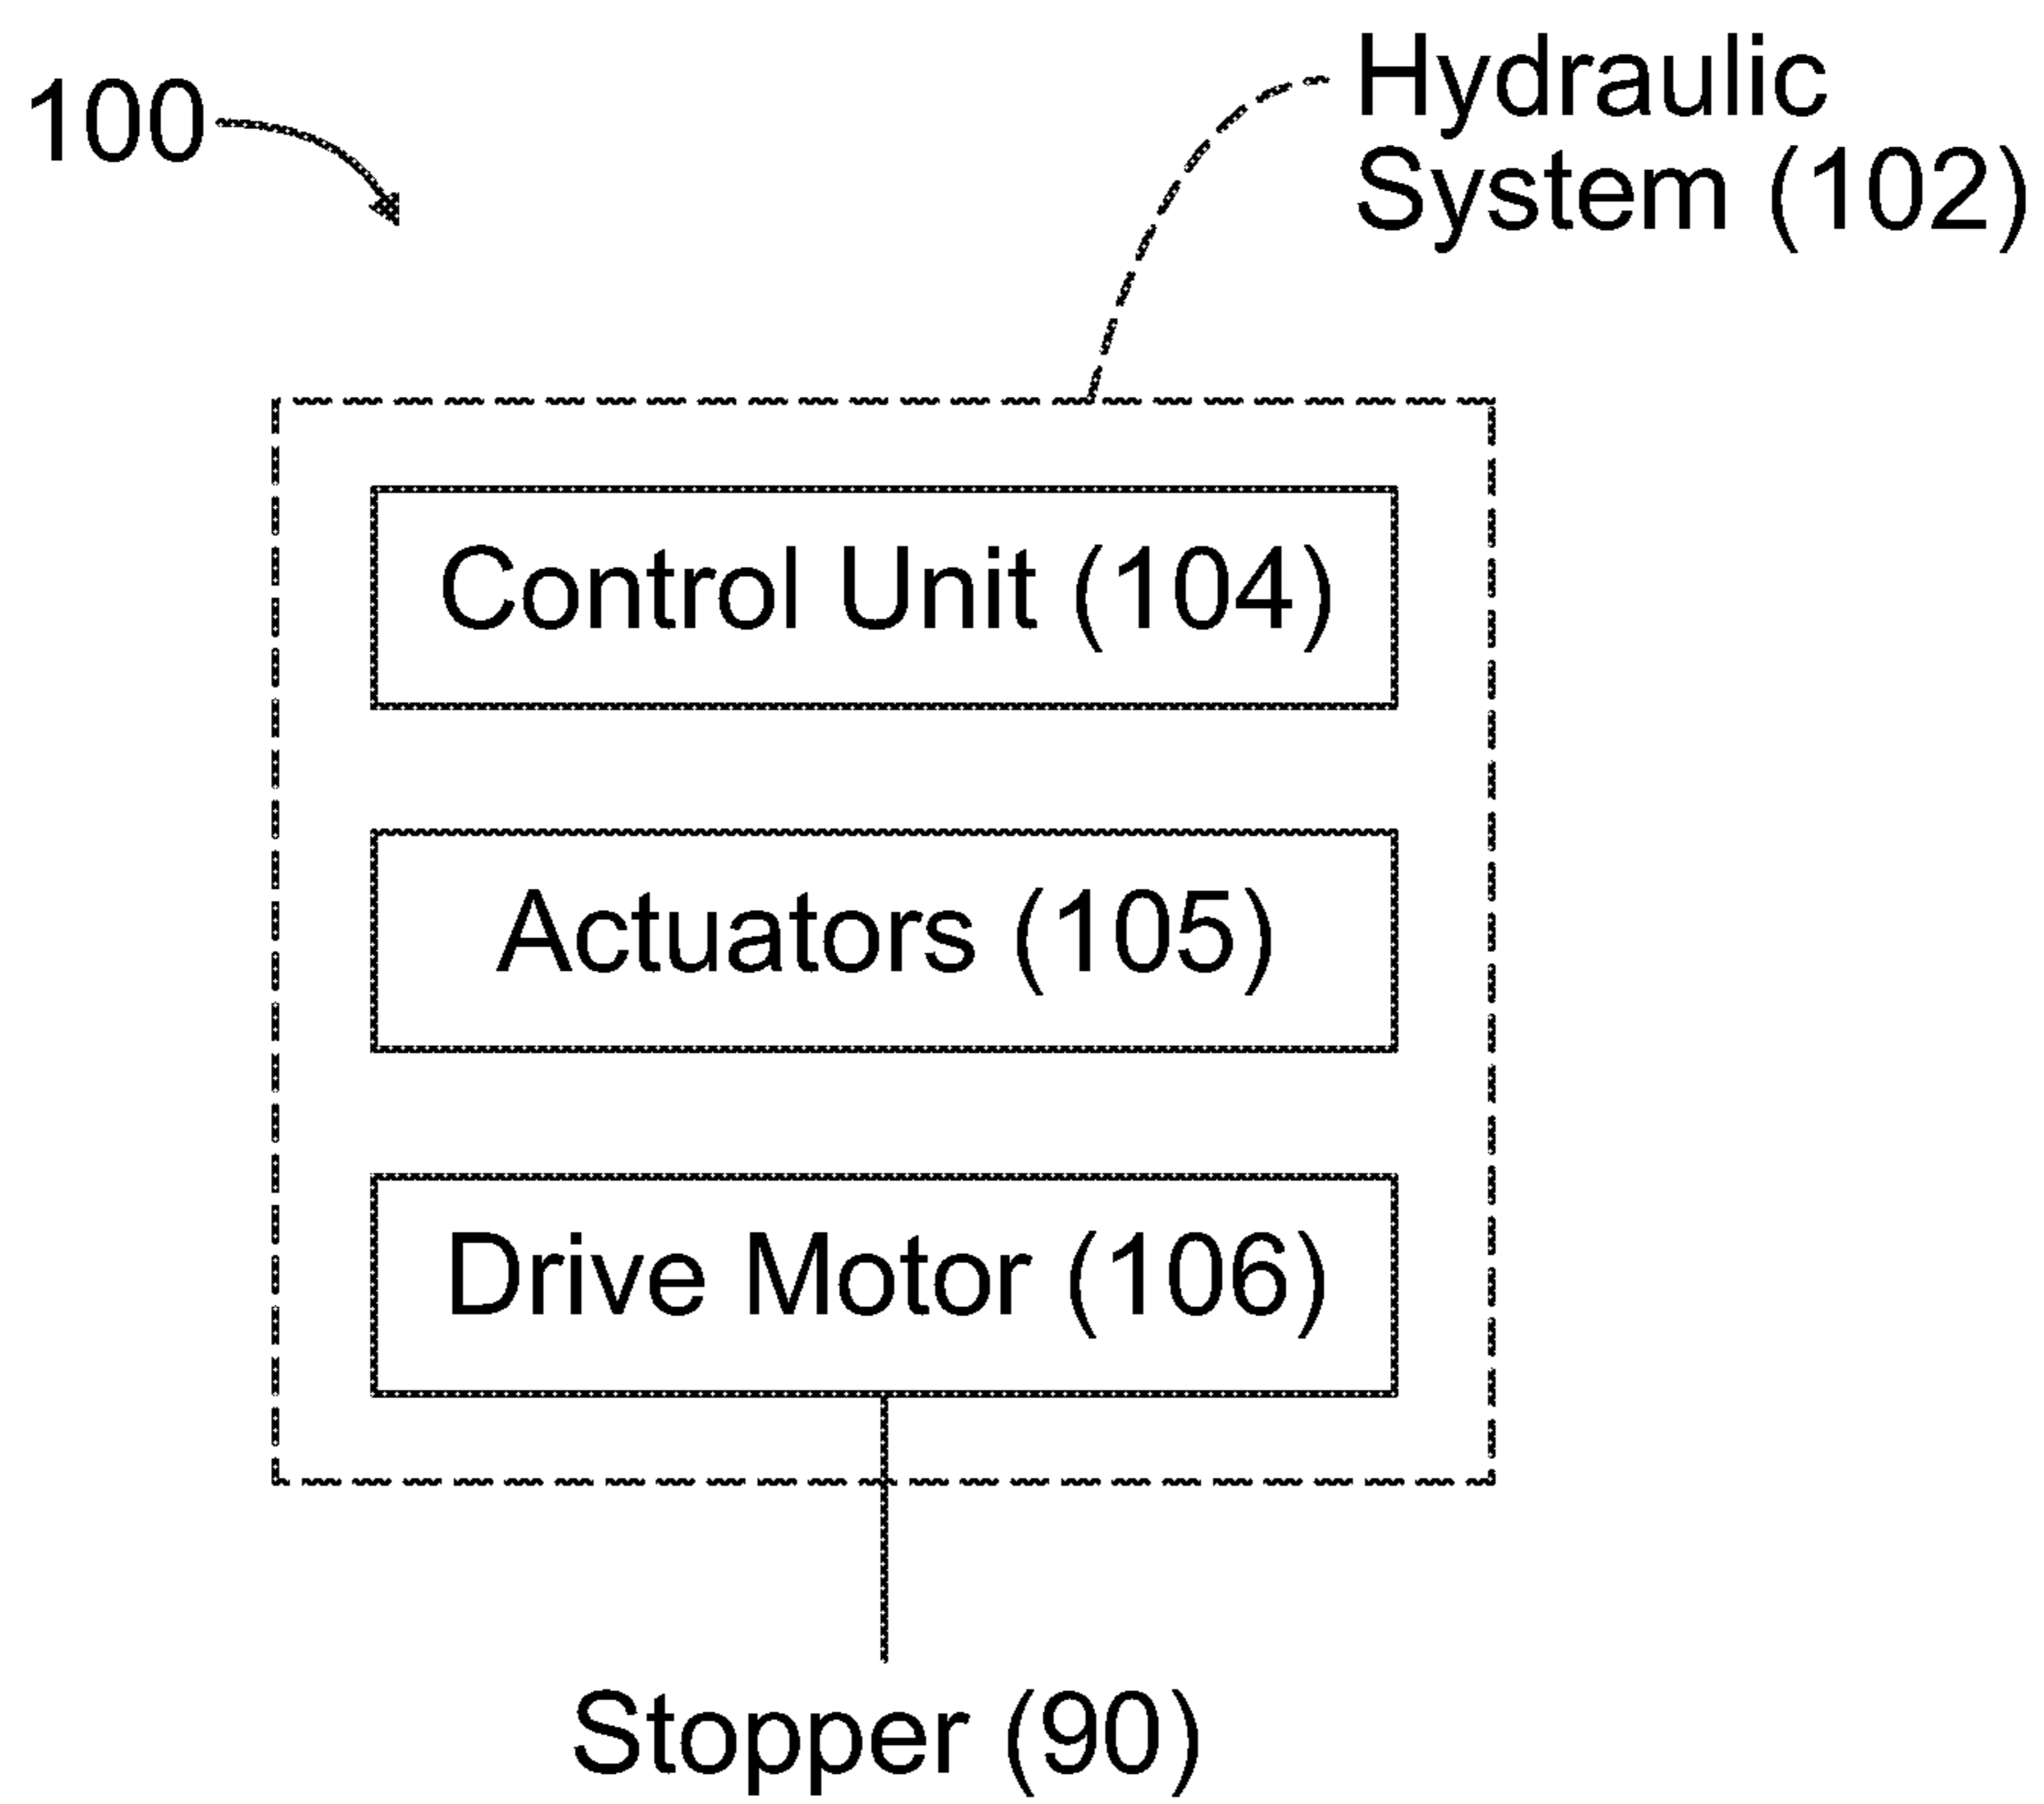 100
Hydraulic
System (102)
Control Unit (104)
Actuators (105)
Drive Motor (106)
Stopper (90)